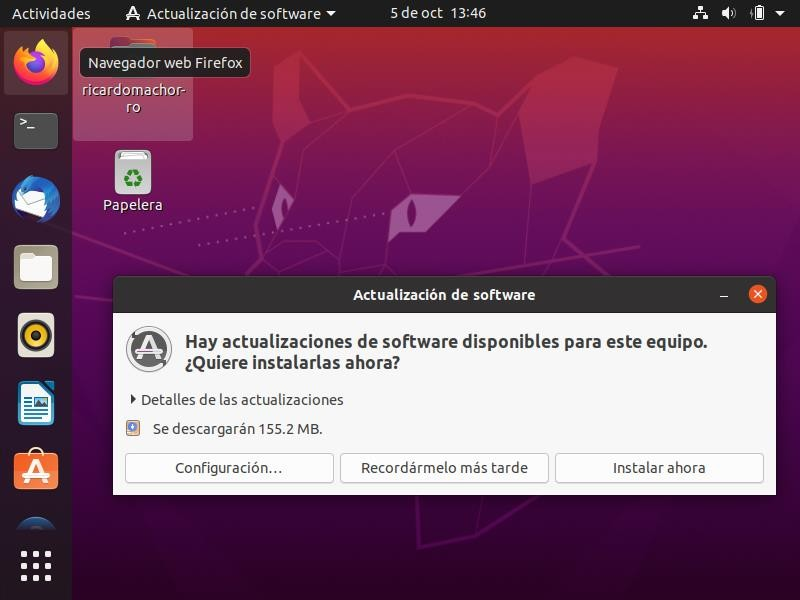 Actividades
Actualización de software
5 de oct 13:46
Navegador web Firefox
ricardomachor-
ro
>_
Papelera
Actualización de software
Hay actualizaciones de software disponibles para este equipo.
¿Quiere instalarlas ahora?
Detalles de las actualizaciones
Se descargarán 155.2 MB.
Configuración...
Recordármelo más tarde
Instalar ahora